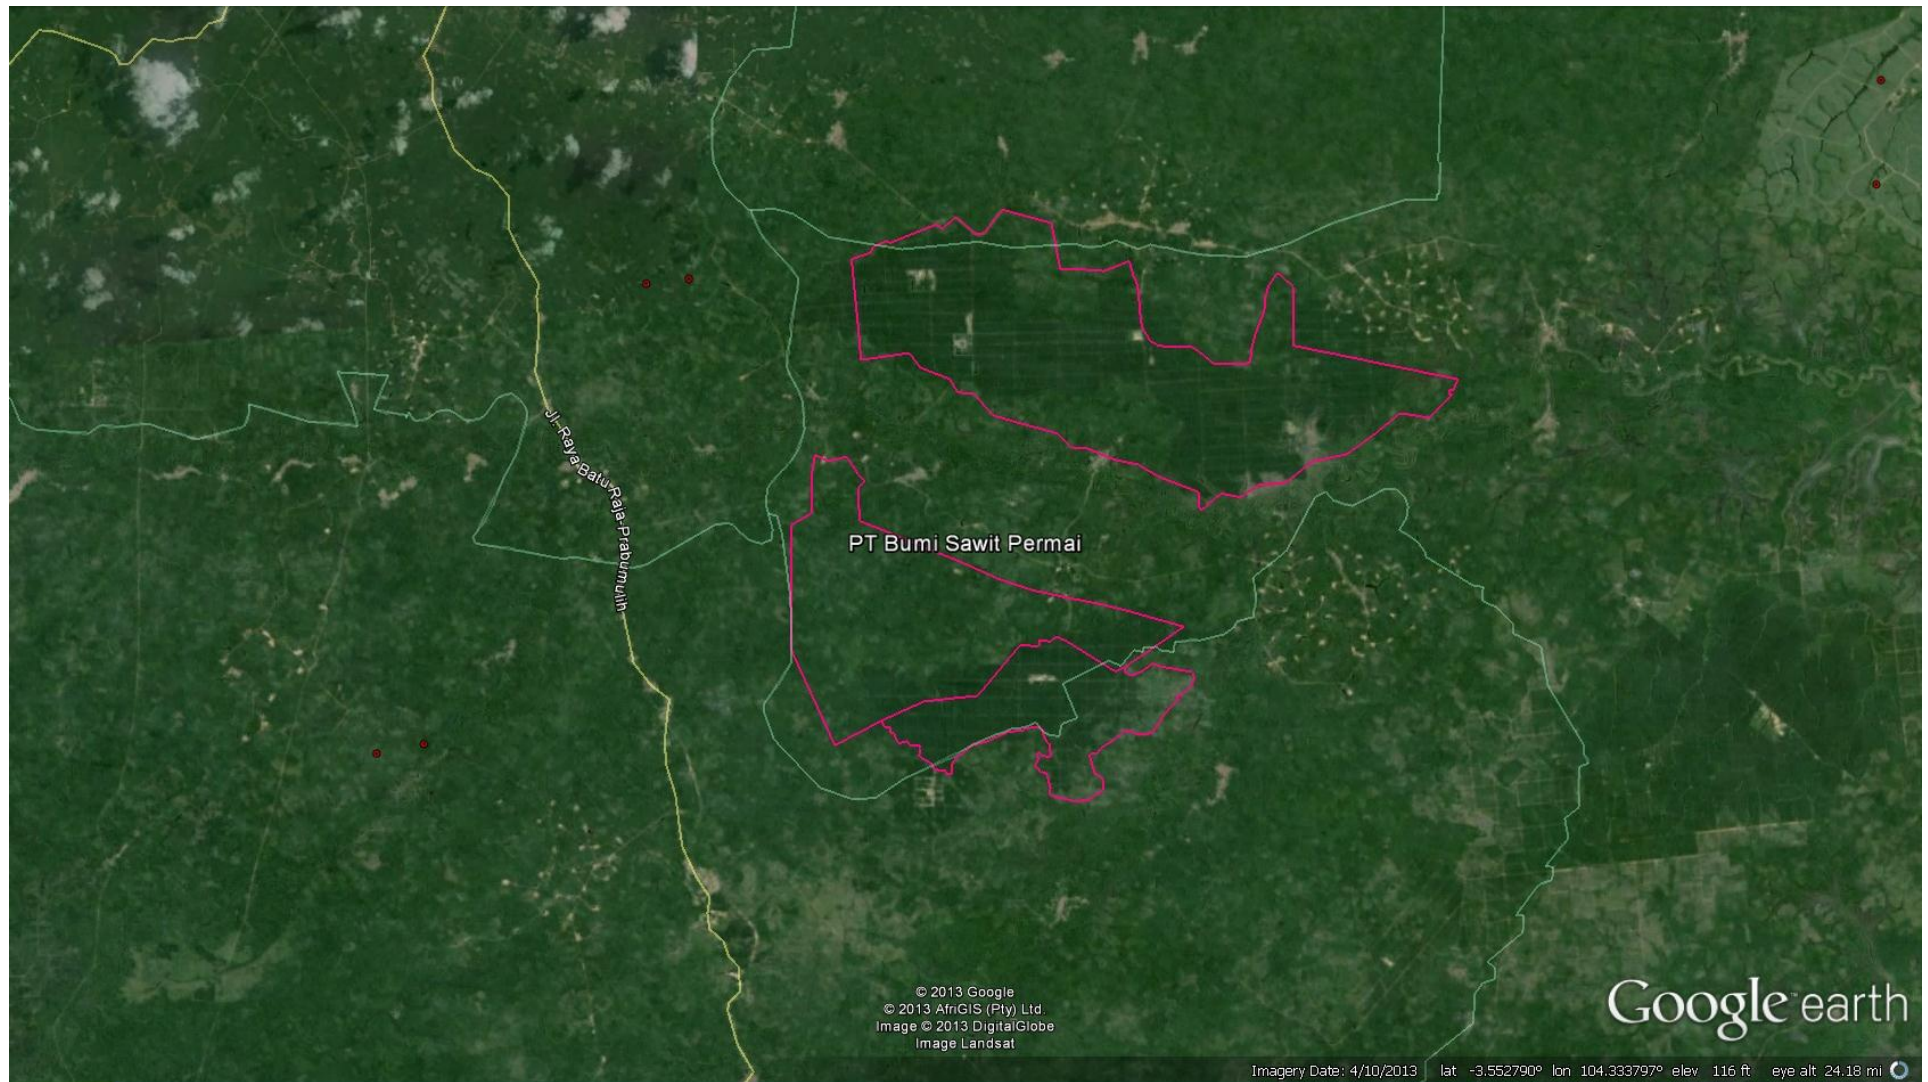 Jl. Raya Batu Raja-Prabumulih
PT Bumi Sawit Permai
© 2013 Google
© 2013 AfriGIS (Pty) Ltd.
Image © 2013 DigitalGlobe
Image Landsat
Google earth
Imagery Date: 4/10/2013 lat -3.552790° lon 104.333797° elev 116 ft eye alt 24.18 mi